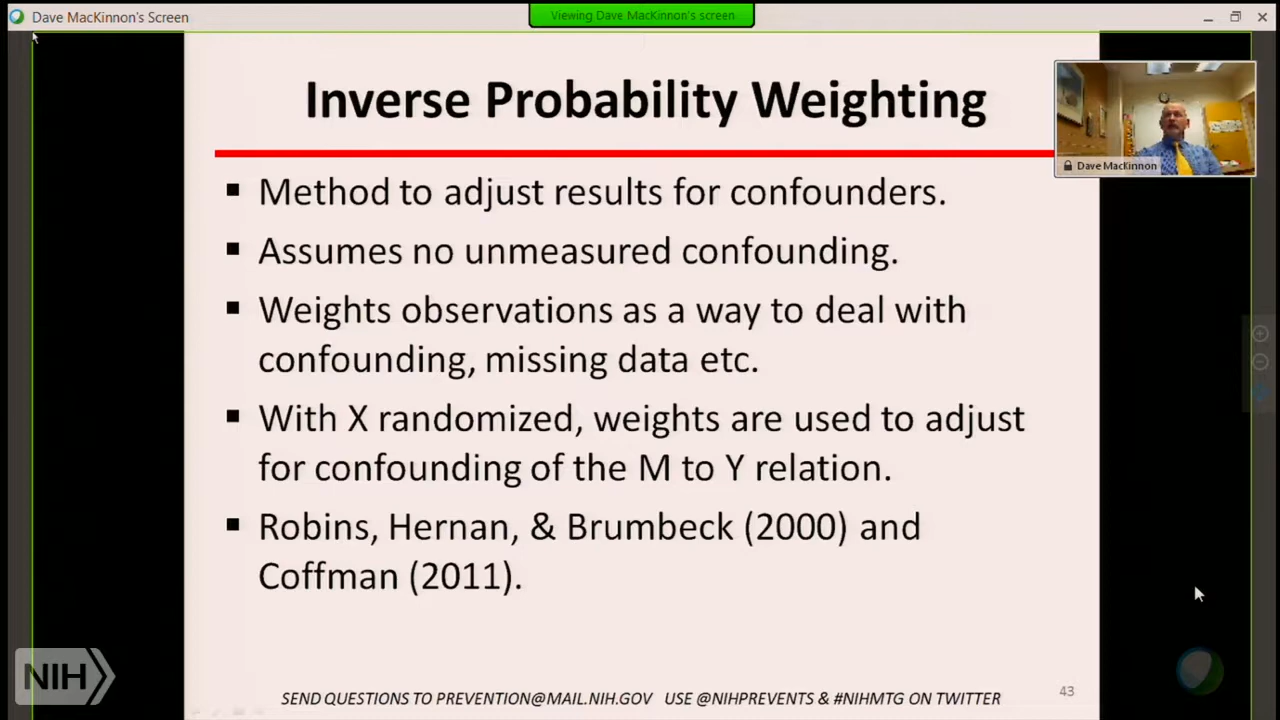 Dave MacKinnon's Screen
Viewing Dave MacKinnon's screen
Inverse Probability Weighting
Dave MacKinnon
▪ Method to adjust results for confounders.
▪ Assumes no unmeasured confounding.
▪ Weights observations as a way to deal with
confounding, missing data etc.
▪ With X randomized, weights are used to adjust
for confounding of the M to Y relation.
▪ Robins, Hernan, & Brumbeck (2000) and
Coffman (2011).
NIH
43
SEND QUESTIONS TO PREVENTION@MAIL.NIH.GOV USE @NIHPREVENTS & #NIHMTG ON TWITTER